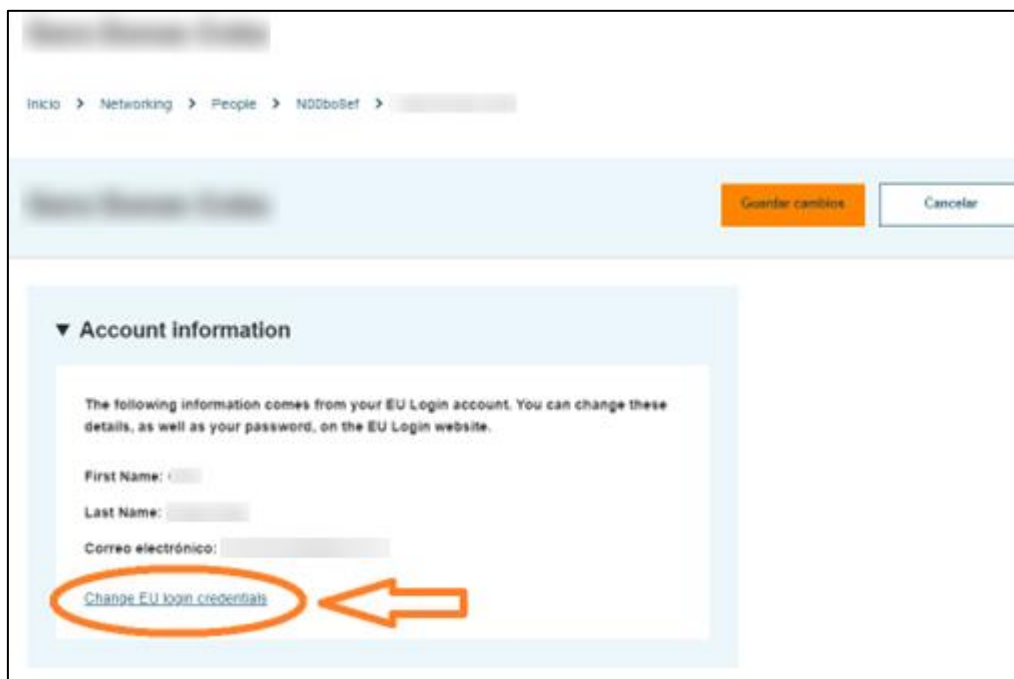 Inicio > Networking > People > N00bo8ef >
Guardar cambios
Cancelar
▼ Account information
The following information comes from your EU Login account. You can change these
details, as well as your password, on the EU Login website.
First Name:
Last Name:
Correo electrónico:
Change EU login credentials